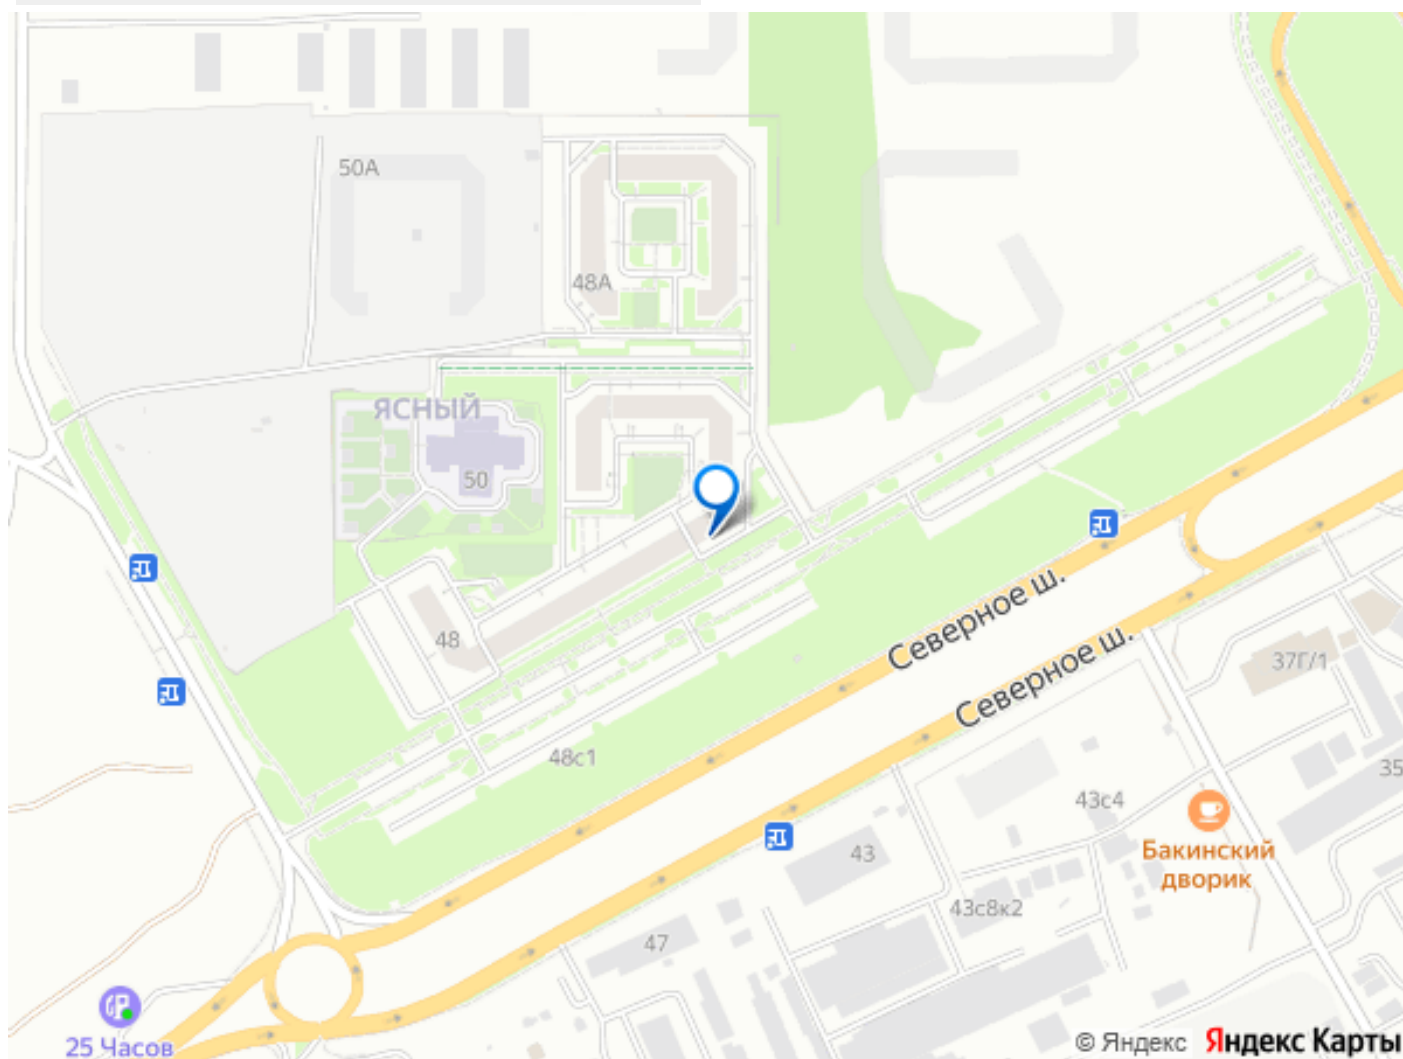 50А
48А
ЯСНЫЙ
50
48
Северное ш.
Северное ш.
37Г/1
48с1
35
43с4
Бакинский
дворик
43
43с8к2
47
25 Часов
© Яндекс Яндекс Карты